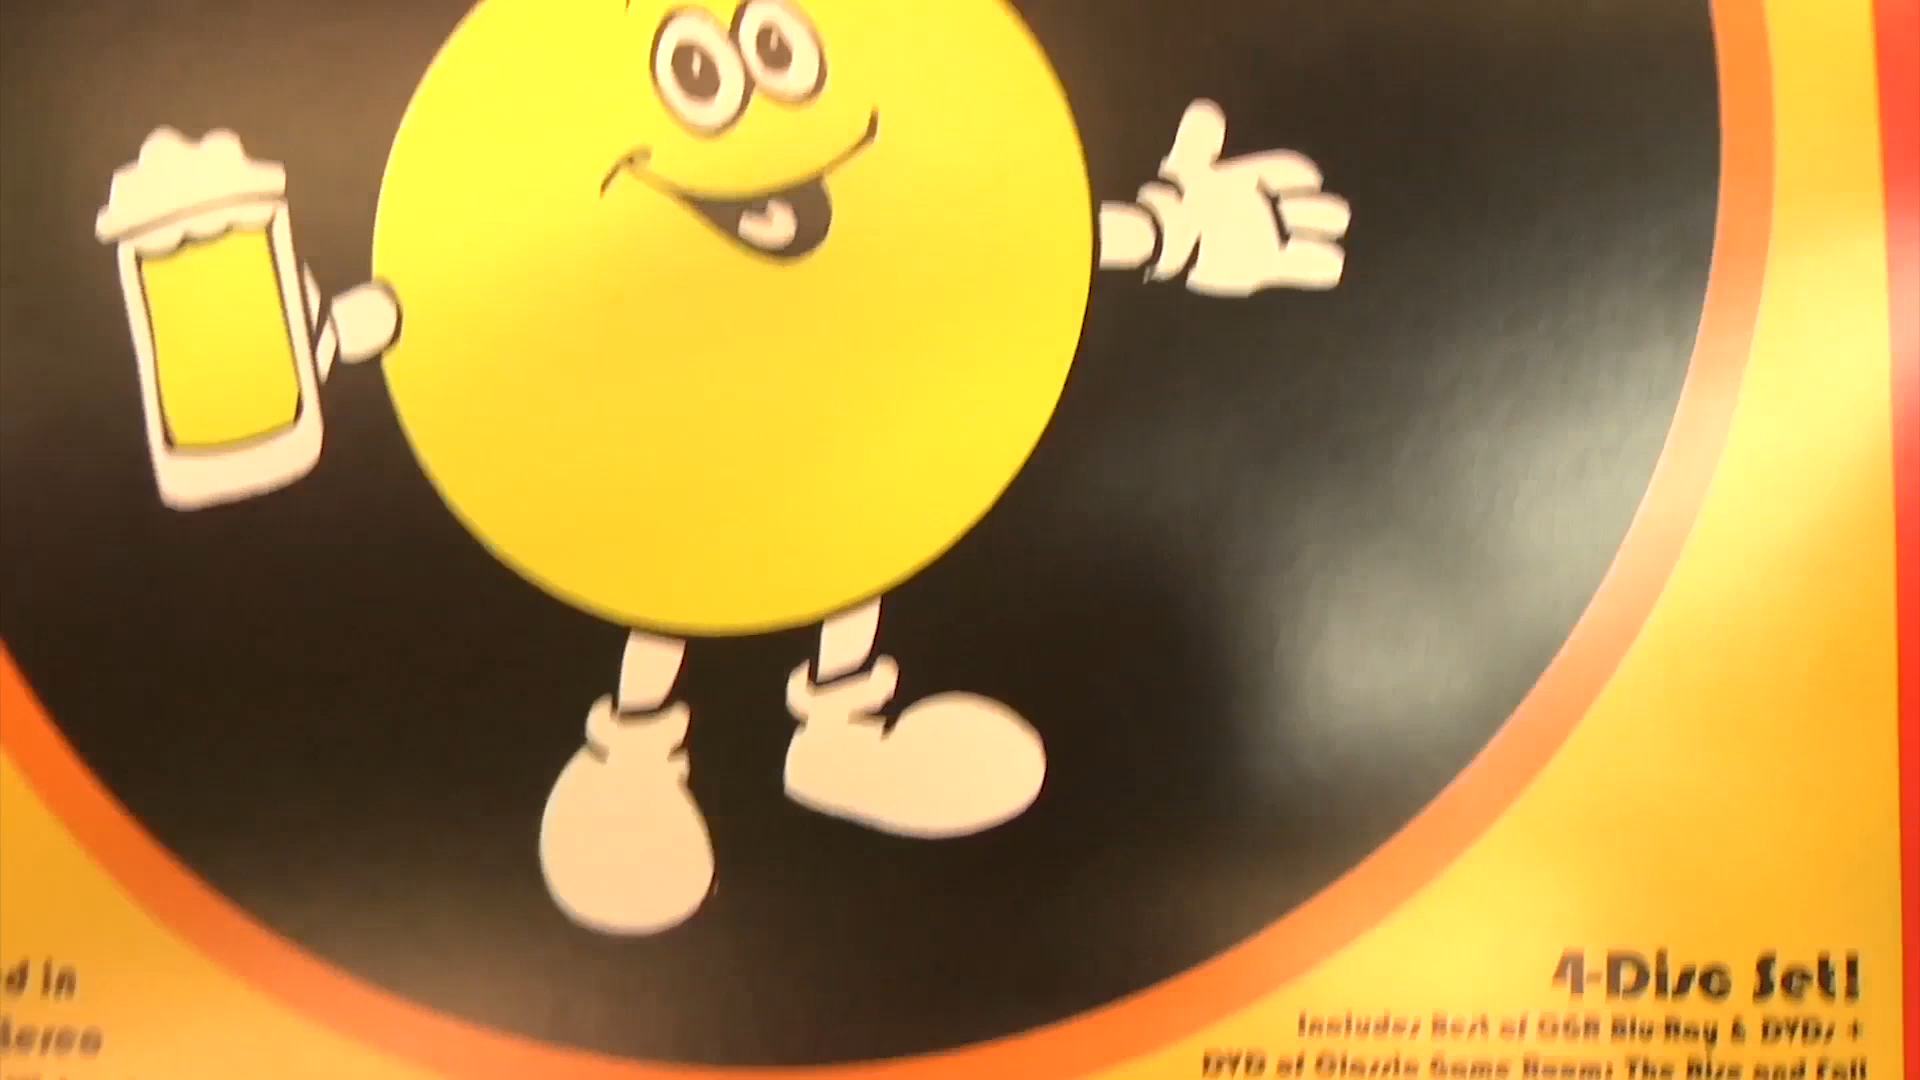 d in
tereo
4-Disc Set!
Includes Best of CGR Blu-Ray & DVDs +
DVD of Classic Game Room: The Rise and Fall